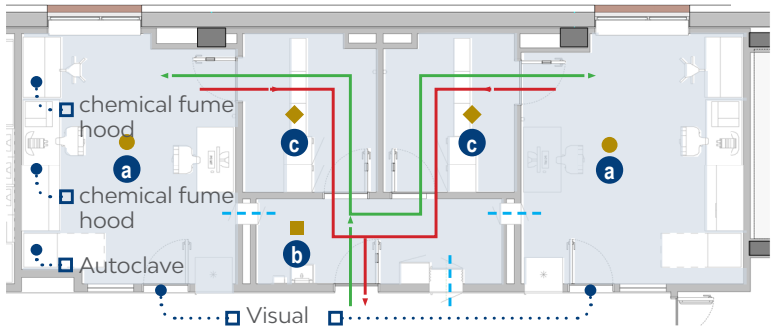 chemical fume
hood
a
c
c
a
chemical fume
hood
b
Autoclave
Visual